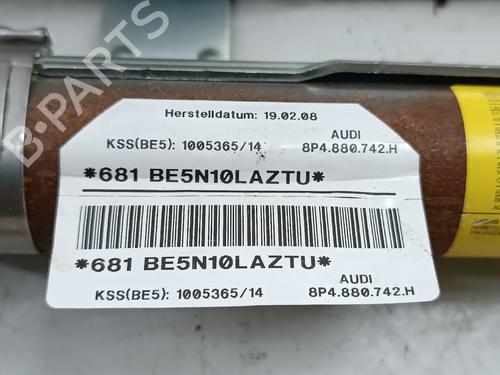 Herstelldatum: 19.02.08
KSS(BE5): 1005365/14 AUDI
8P4.880.742.H
*681 BE5N10LAZTU*
*681 BE5N10LAZTU*
KSS(BE5): 1005365/14 AUDI
8P4.880.742.H
B-PARTS